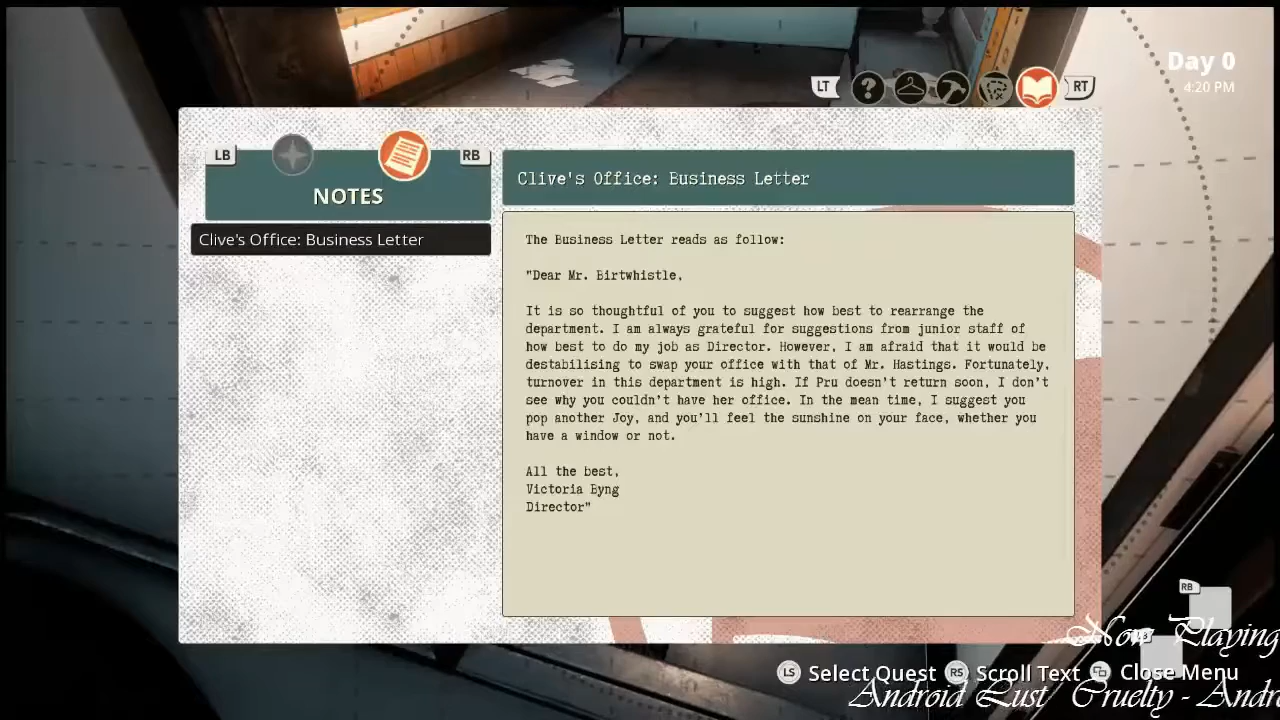 Day 0
4:20 PM
LT
?
RT
LB
RB
NOTES
Clive's Office: Business Letter
Clive's Office: Business Letter
The Business Letter reads as follow:
"Dear Mr. Birtwhistle,
It is so thoughtful of you to suggest how best to rearrange the
department. I am always grateful for suggestions from junior staff of
how best to do my job as Director. However, I am afraid that it would be
destabilising to swap your office with that of Mr. Hastings. Fortunately,
turnover in this department is high. If Pru doesn't return soon, I don't
see why you couldn't have her office. In the mean time, I suggest you
pop another Joy, and you'll feel the sunshine on your face, whether you
have a window or not.
All the best,
Victoria Byng
Director"
RB
Now Playing
LS Select Quest RS Scroll Text Close Menu
Android Lust Cruelty - Andr